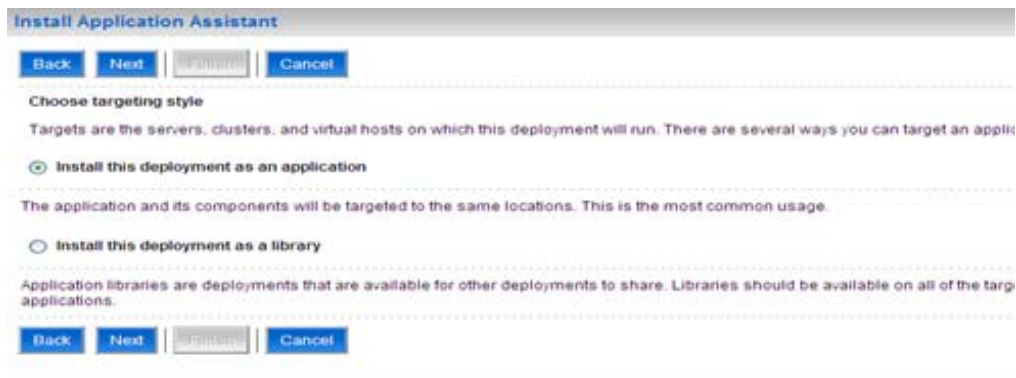 Install Application Assistant
Back Next Finish Cancel
Choose targeting style
Targets are the servers, clusters, and virtual hosts on which this deployment will run. There are several ways you can target an applic
Install this deployment as an application
The application and its components will be targeted to the same locations. This is the most common usage.
Install this deployment as a library
Application libraries are deployments that are available for other deployments to share. Libraries should be available on all of the targ
applications.
Back Next Finish Cancel